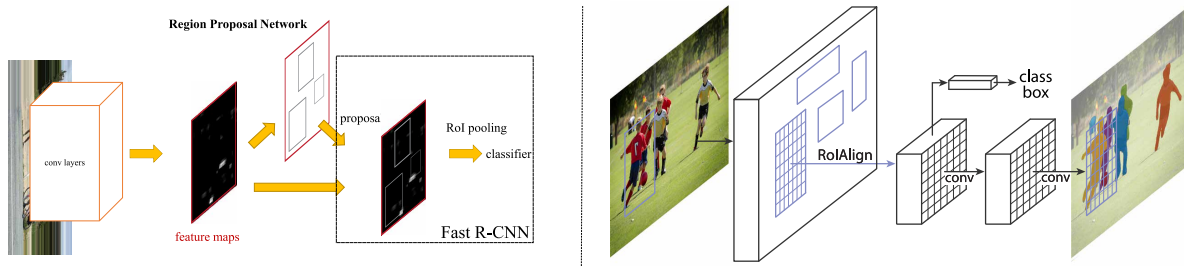 Region Proposal Network
conv layers
feature maps
proposa
RoI pooling
classifier
Fast R-CNN
RoIAlign
conv
conv
class
box